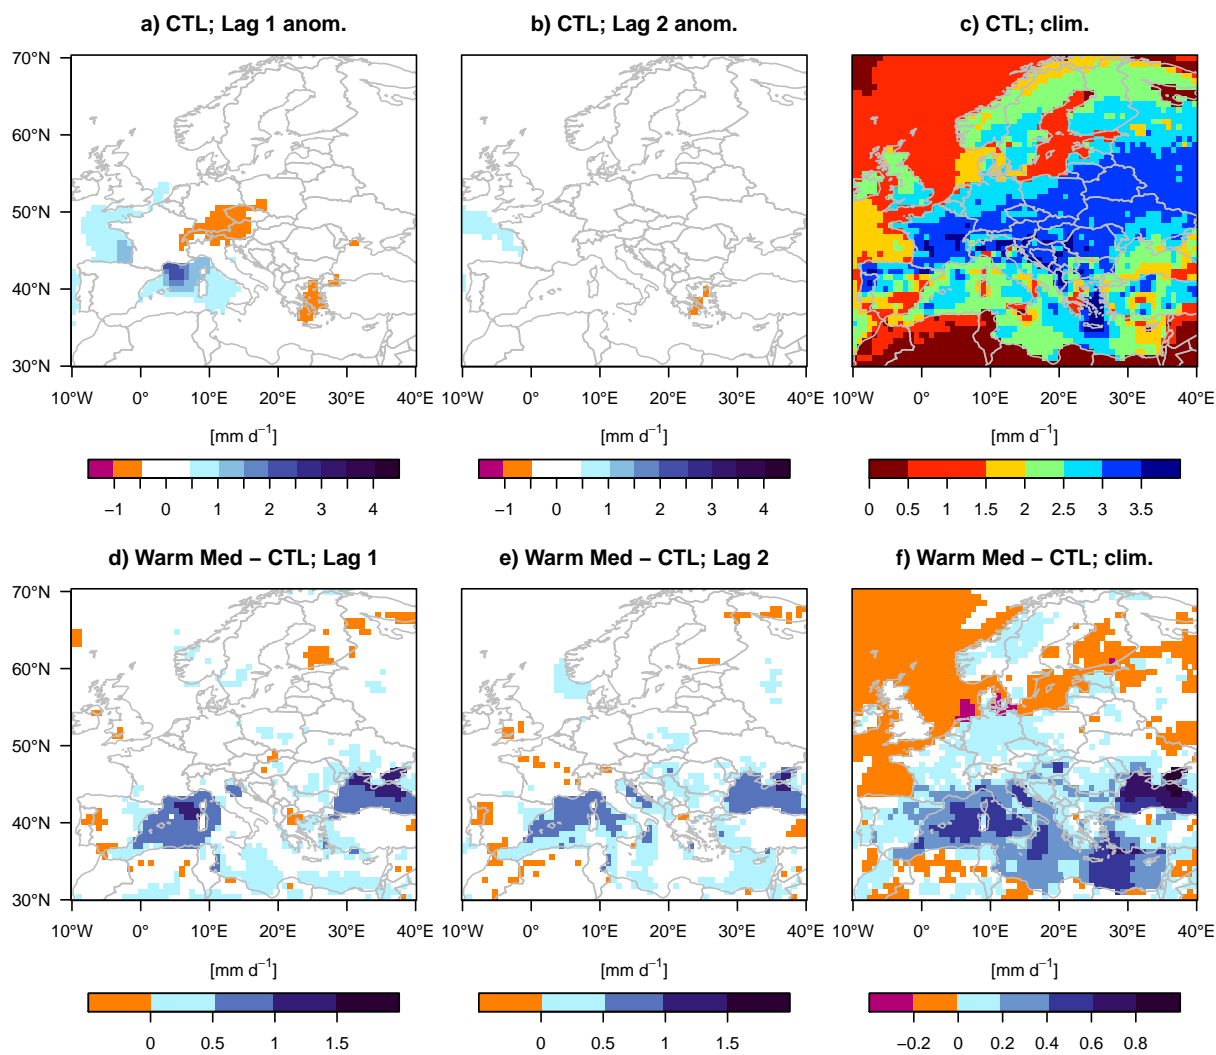 a) CTL; Lag 1 anom.
b) CTL; Lag 2 anom.
c) CTL; clim.
70°N
60°N
50°N
40°N
30°N
10°W 0° 10°E 20°E 30°E 40°E
10°W 0° 10°E 20°E 30°E 40°E
10°W 0° 10°E 20°E 30°E 40°E
[mm d⁻¹]
[mm d⁻¹]
[mm d⁻¹]
−1 0 1 2 3 4
−1 0 1 2 3 4
0 0.5 1 1.5 2 2.5 3 3.5
d) Warm Med − CTL; Lag 1
e) Warm Med − CTL; Lag 2
f) Warm Med − CTL; clim.
70°N
60°N
50°N
40°N
30°N
10°W 0° 10°E 20°E 30°E 40°E
10°W 0° 10°E 20°E 30°E 40°E
10°W 0° 10°E 20°E 30°E 40°E
[mm d⁻¹]
[mm d⁻¹]
[mm d⁻¹]
0 0.5 1 1.5
0 0.5 1 1.5
−0.2 0 0.2 0.4 0.6 0.8